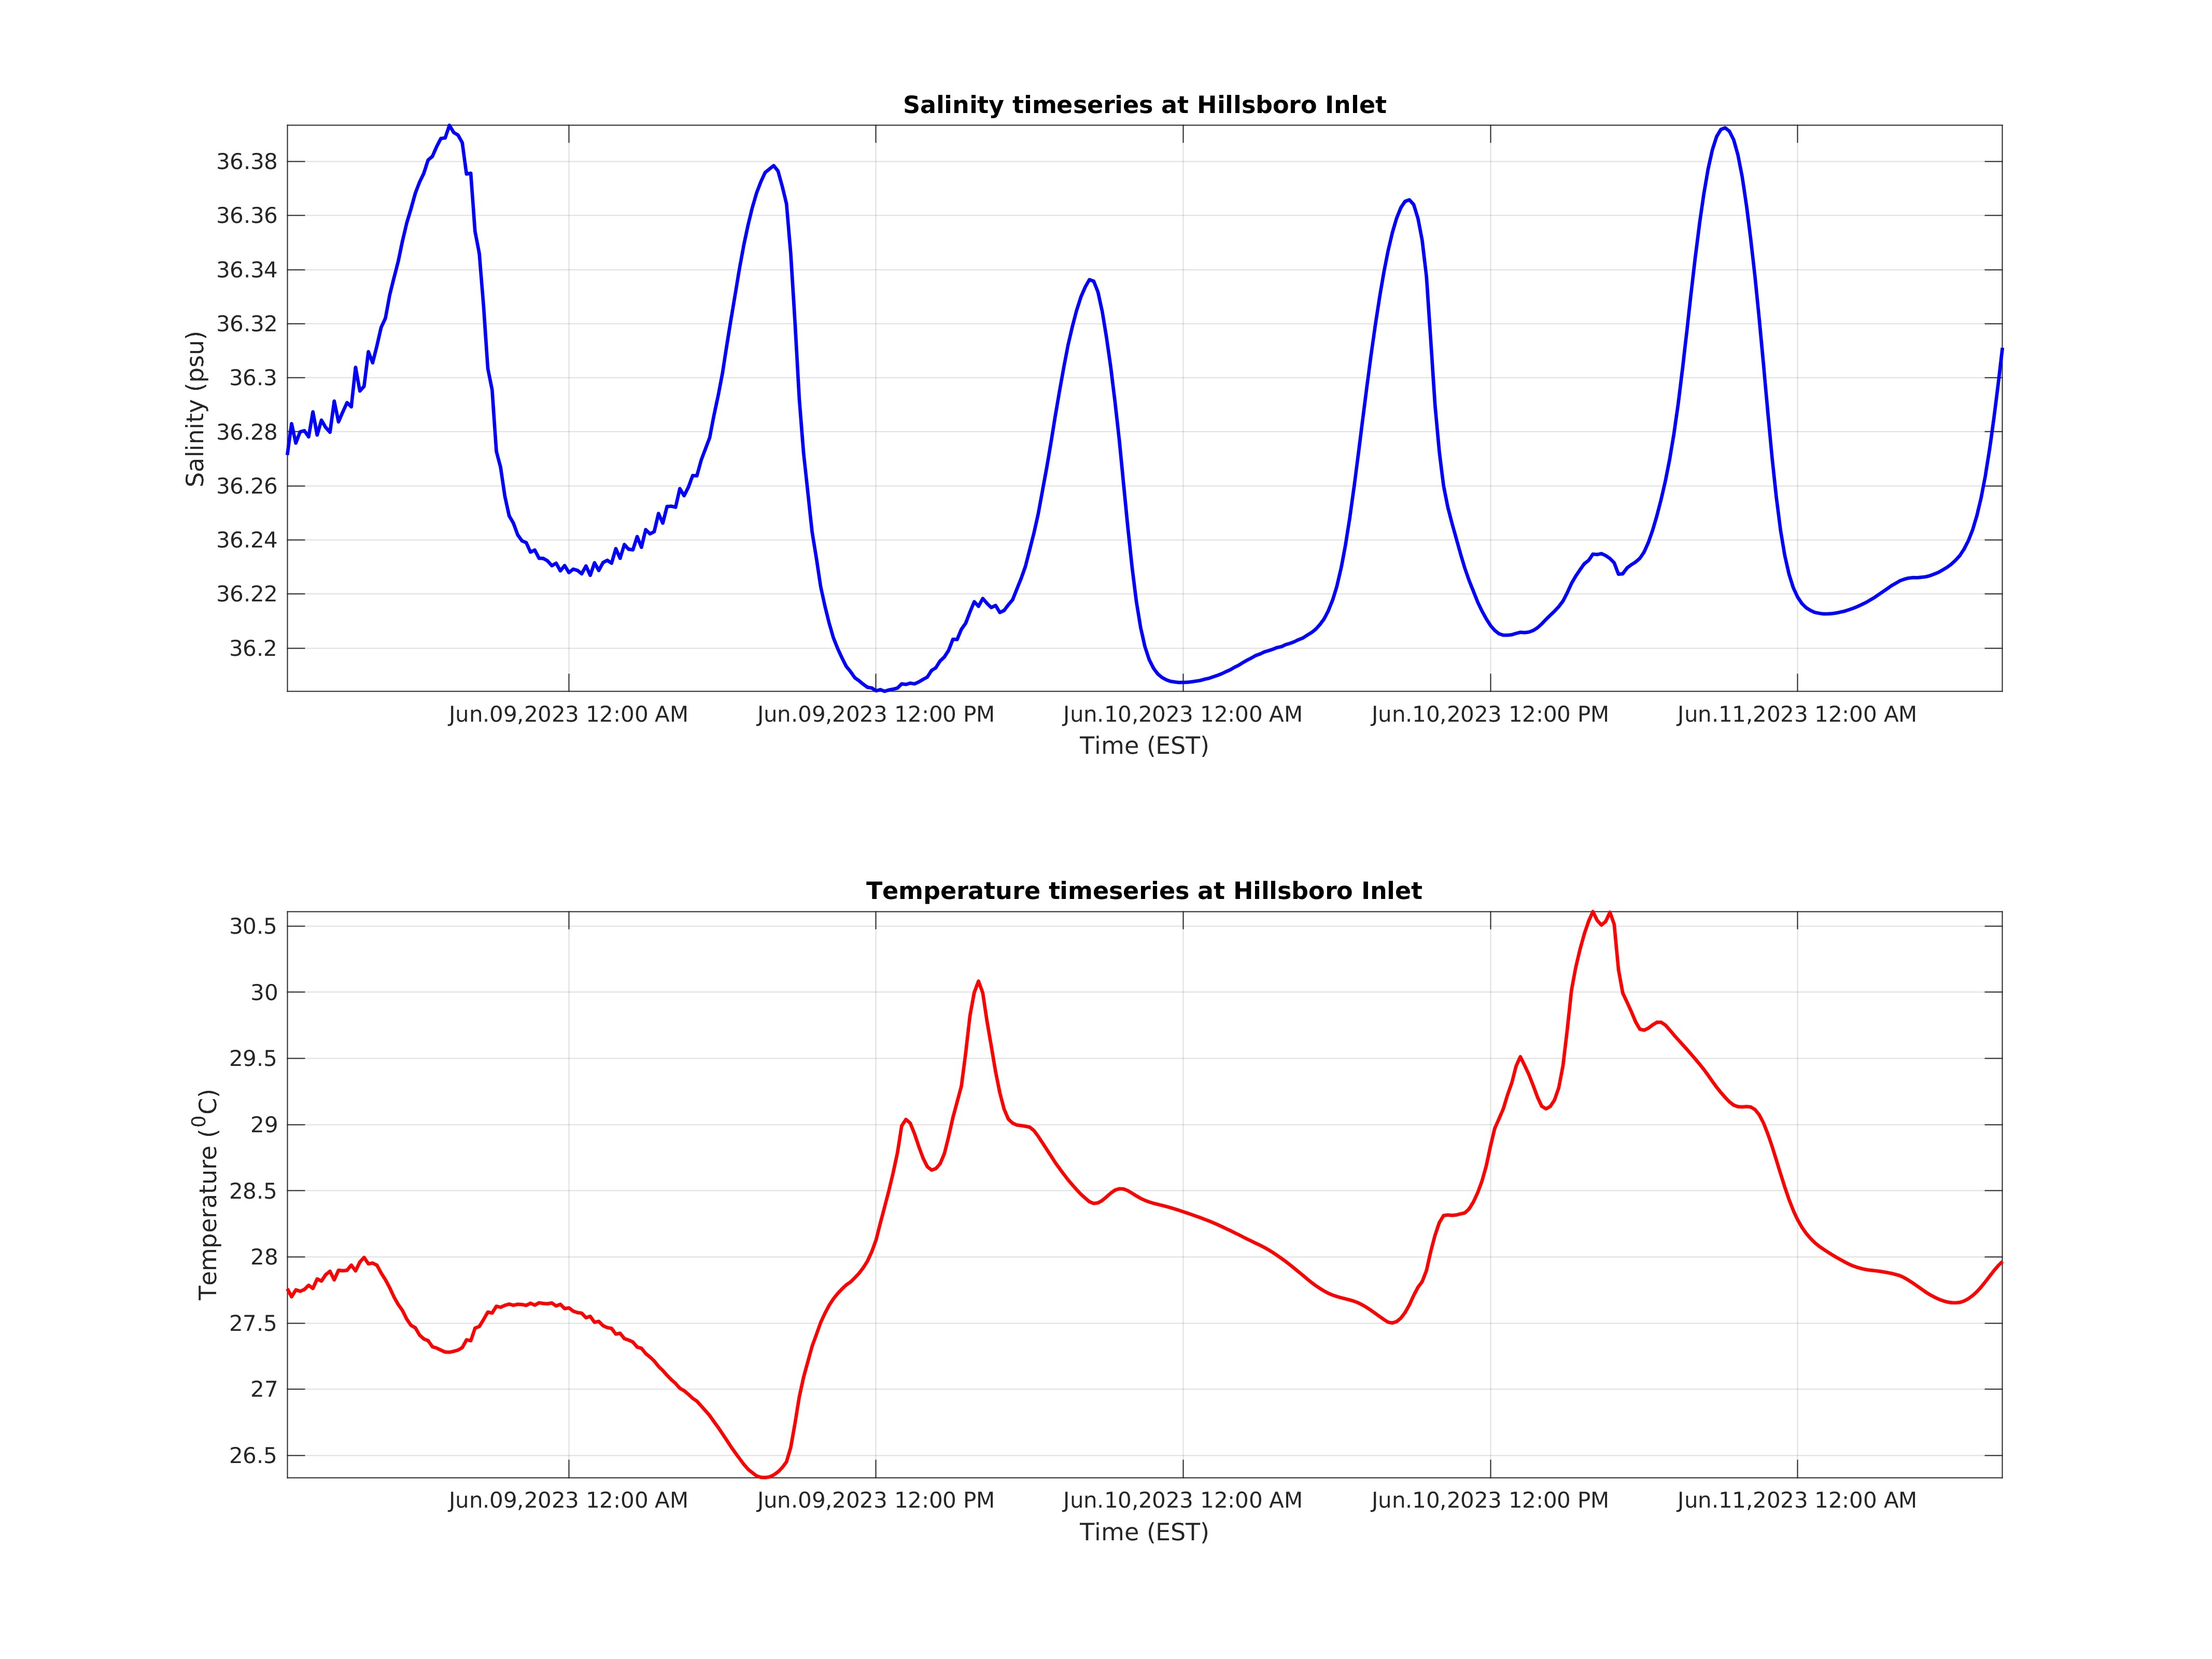 Salinity timeseries at Hillsboro Inlet
Salinity (psu)
36.38
36.36
36.34
36.32
36.3
36.28
36.26
36.24
36.22
36.2
Jun.09,2023 12:00 AM
Jun.09,2023 12:00 PM
Jun.10,2023 12:00 AM
Jun.10,2023 12:00 PM
Jun.11,2023 12:00 AM
Time (EST)
Temperature timeseries at Hillsboro Inlet
Temperature (⁰C)
30.5
30
29.5
29
28.5
28
27.5
27
26.5
Jun.09,2023 12:00 AM
Jun.09,2023 12:00 PM
Jun.10,2023 12:00 AM
Jun.10,2023 12:00 PM
Jun.11,2023 12:00 AM
Time (EST)